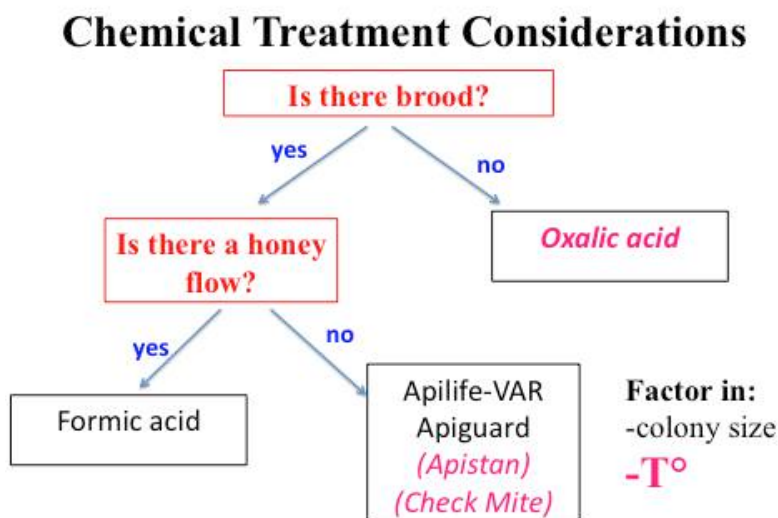 Chemical Treatment Considerations
Is there brood?
yes
no
Is there a honey
flow?
Oxalic acid
yes
no
Formic acid
Apilife-VAR
Apiguard
(Apistan)
(Check Mite)
Factor in:
-colony size
-T°